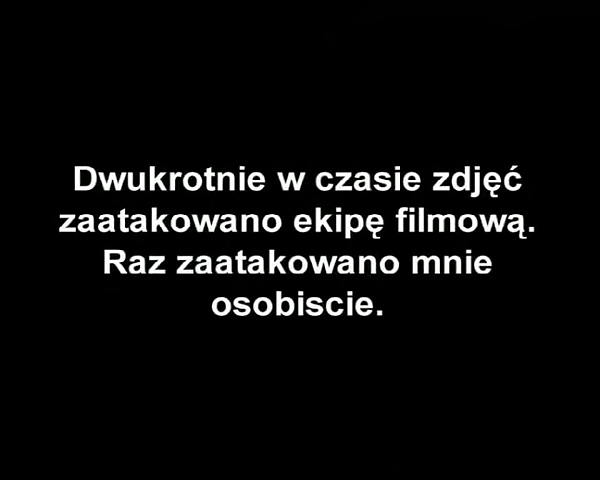 Dwukrotnie w czasie zdjęć
zaatakowano ekipę filmową.
Raz zaatakowano mnie
osobiscie.